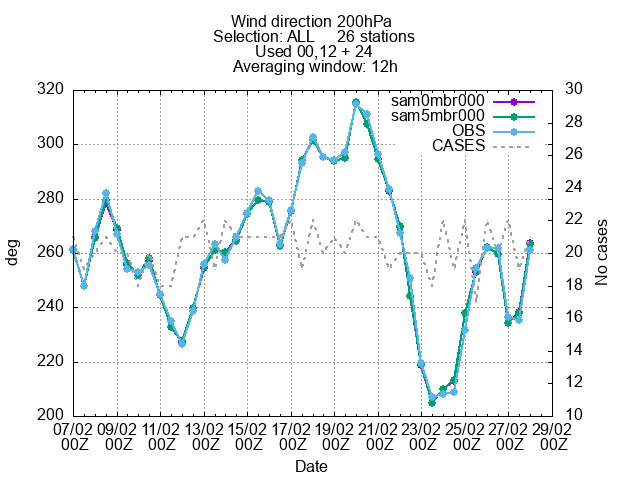 Wind direction 200hPa
Selection: ALL     26 stations
Used 00,12 + 24
Averaging window: 12h
sam0mbr000
sam5mbr000
OBS
CASES
320
300
280
260
240
220
200
deg
30
28
26
24
22
20
18
16
14
12
10
No cases
07/02 09/02 11/02 13/02 15/02 17/02 19/02 21/02 23/02 25/02 27/02 29/02
00Z 00Z 00Z 00Z 00Z 00Z 00Z 00Z 00Z 00Z 00Z 00Z
Date